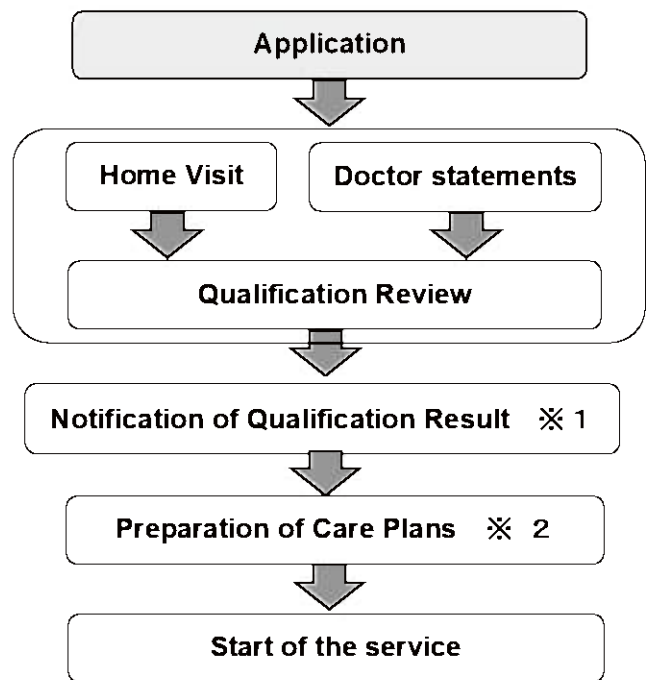 Application
Home Visit
Doctor statements
Qualification Review
Notification of Qualification Result ※ 1
Preparation of Care Plans ※ 2
Start of the service